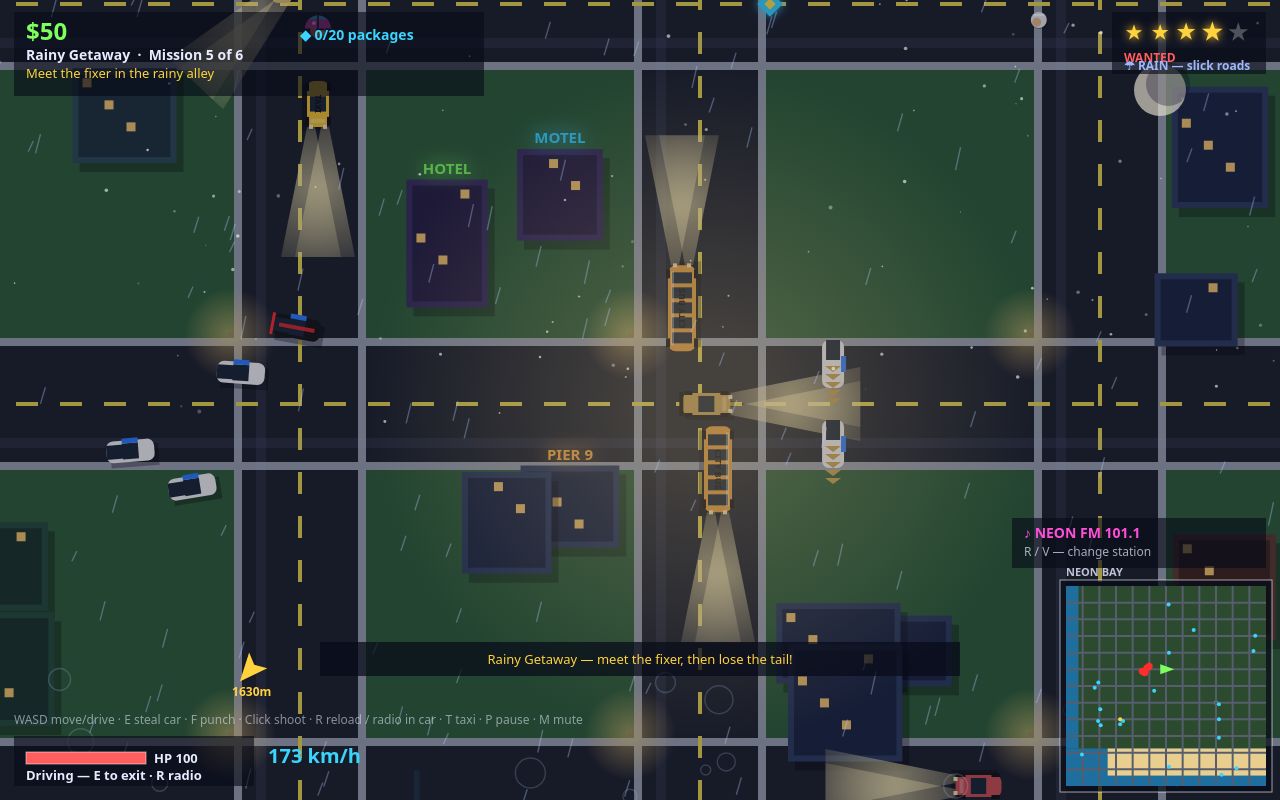 $50
Rainy Getaway · Mission 5 of 6
Meet the fixer in the rainy alley
◆ 0/20 packages
★ ★ ★ ★ ★
WANTED
☂ RAIN — slick roads
MOTEL
HOTEL
PIER 9
♪ NEON FM 101.1
R / V — change station
NEON BAY
Rainy Getaway — meet the fixer, then lose the tail!
1630m
WASD move/drive · E steal car · F punch · Click shoot · R reload / radio in car · T taxi · P pause · M mute
HP 100
173 km/h
Driving — E to exit · R radio